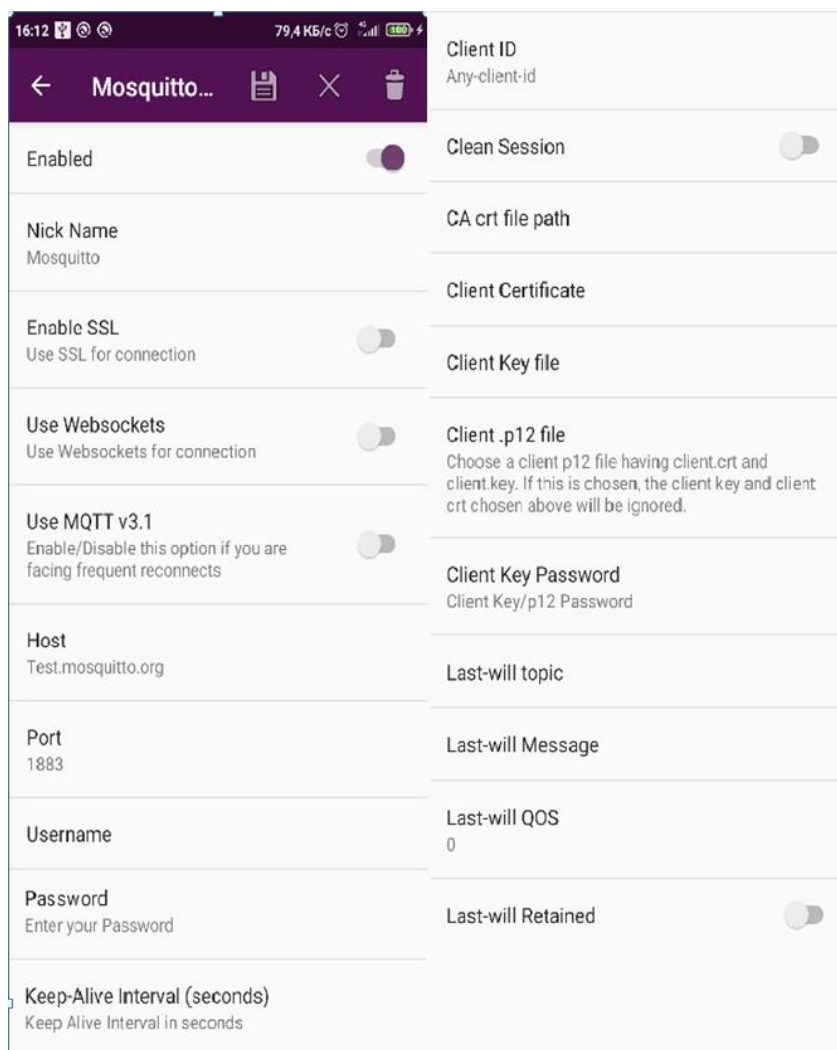 16:12 79,4 КБ/с 4G 100
Mosquitto...
Enabled
Nick Name
Mosquitto
Enable SSL
Use SSL for connection
Use Websockets
Use Websockets for connection
Use MQTT v3.1
Enable/Disable this option if you are
facing frequent reconnects
Host
Test.mosquitto.org
Port
1883
Username
Password
Enter your Password
Keep-Alive Interval (seconds)
Keep Alive Interval in seconds
Client ID
Any-client-id
Clean Session
CA crt file path
Client Certificate
Client Key file
Client .p12 file
Choose a client p12 file having client.crt and
client.key. If this is chosen, the client key and client
crt chosen above will be ignored.
Client Key Password
Client Key/p12 Password
Last-will topic
Last-will Message
Last-will QOS
0
Last-will Retained